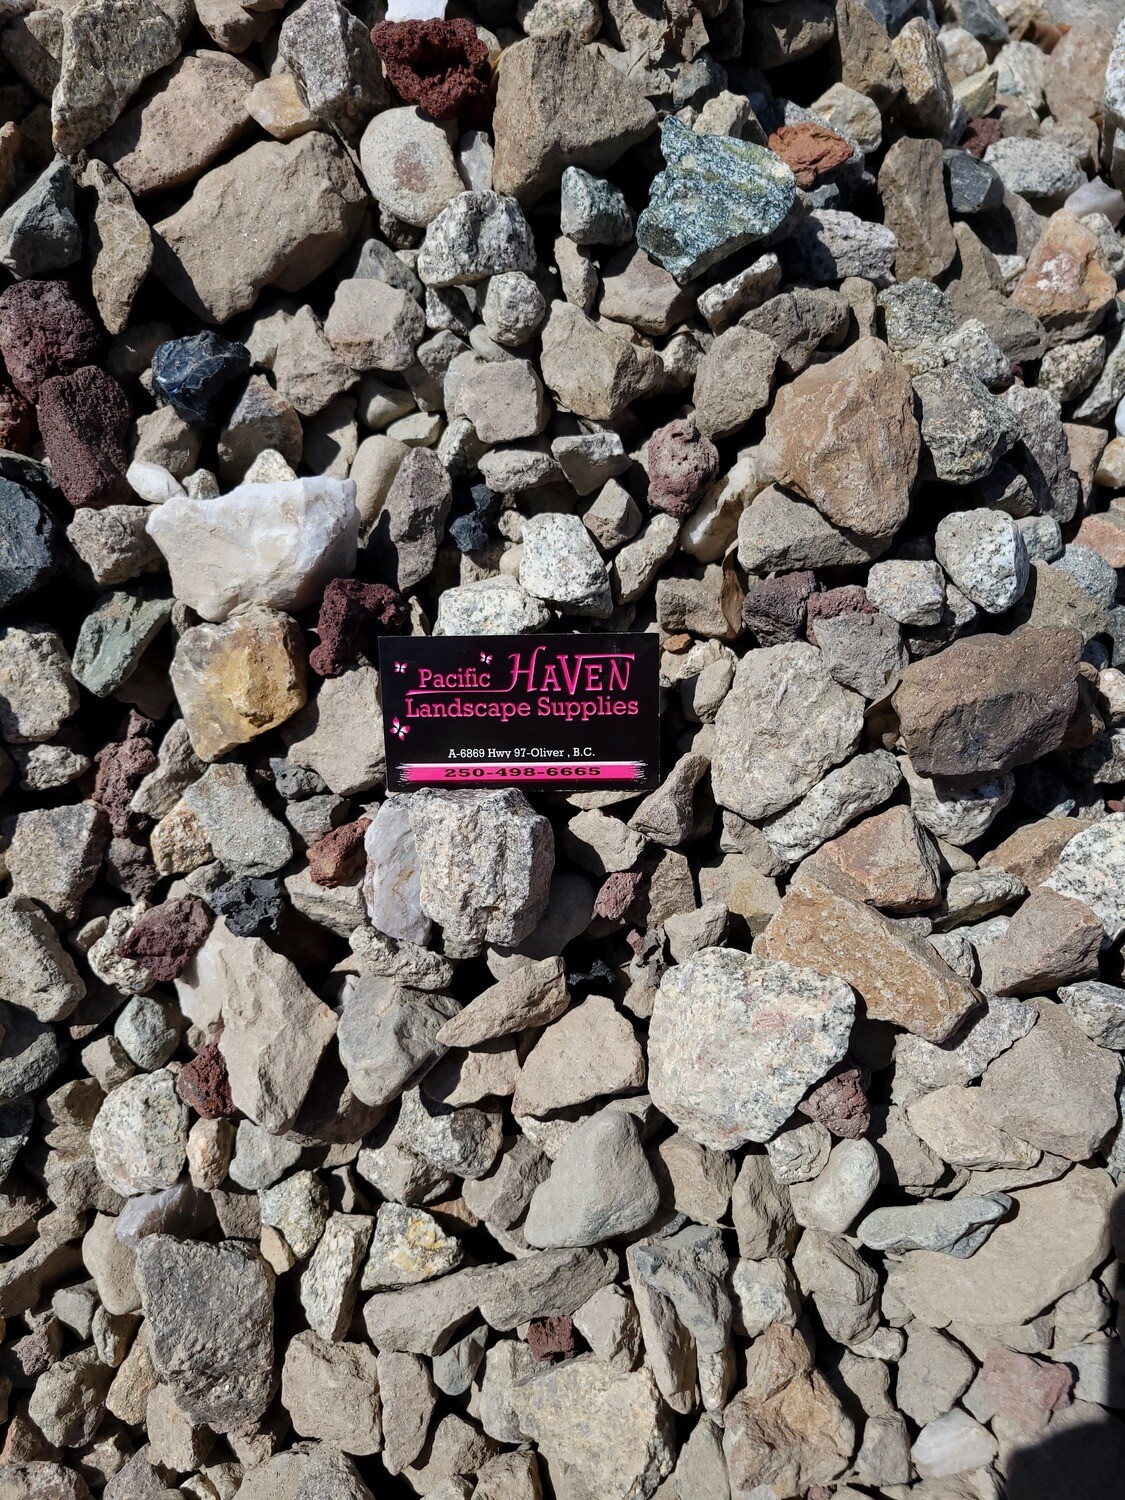 Pacific HAVEN
Landscape Supplies
A-6869 Hwy 97-Oliver , B.C.
250-498-6665